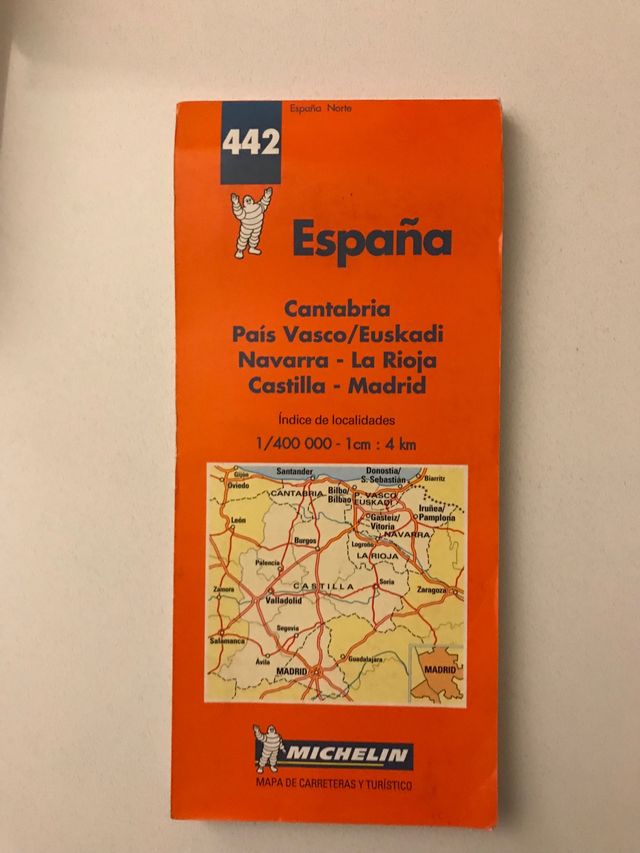 España Norte
442
España
Cantabria
País Vasco/Euskadi
Navarra - La Rioja
Castilla - Madrid
Índice de localidades
1/400 000 - 1cm : 4 km
Gijón
Santander
Donostia/
S. Sebastián
Biarritz
Oviedo
CANTABRIA
Bilbo/
Bilbao
P. VASCO
EUSKADI
Iruñea/
Pamplona
León
Gasteiz/
Vitoria
NAVARRA
Burgos
Logroño
LA RIOJA
Palencia
CASTILLA
Soria
Zamora
Zaragoza
Valladolid
Segovia
Salamanca
Ávila
Guadalajara
MADRID
MADRID
MICHELIN
MAPA DE CARRETERAS Y TURÍSTICO